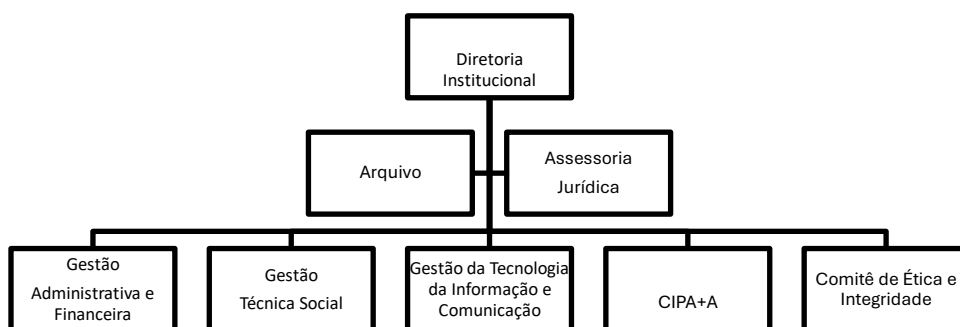 Diretoria
Institucional
Arquivo
Assessoria
Jurídica
Gestão
Administrativa e
Financeira
Gestão
Técnica Social
Gestão da Tecnologia
da Informação e
Comunicação
CIPA+A
Comitê de Ética e
Integridade